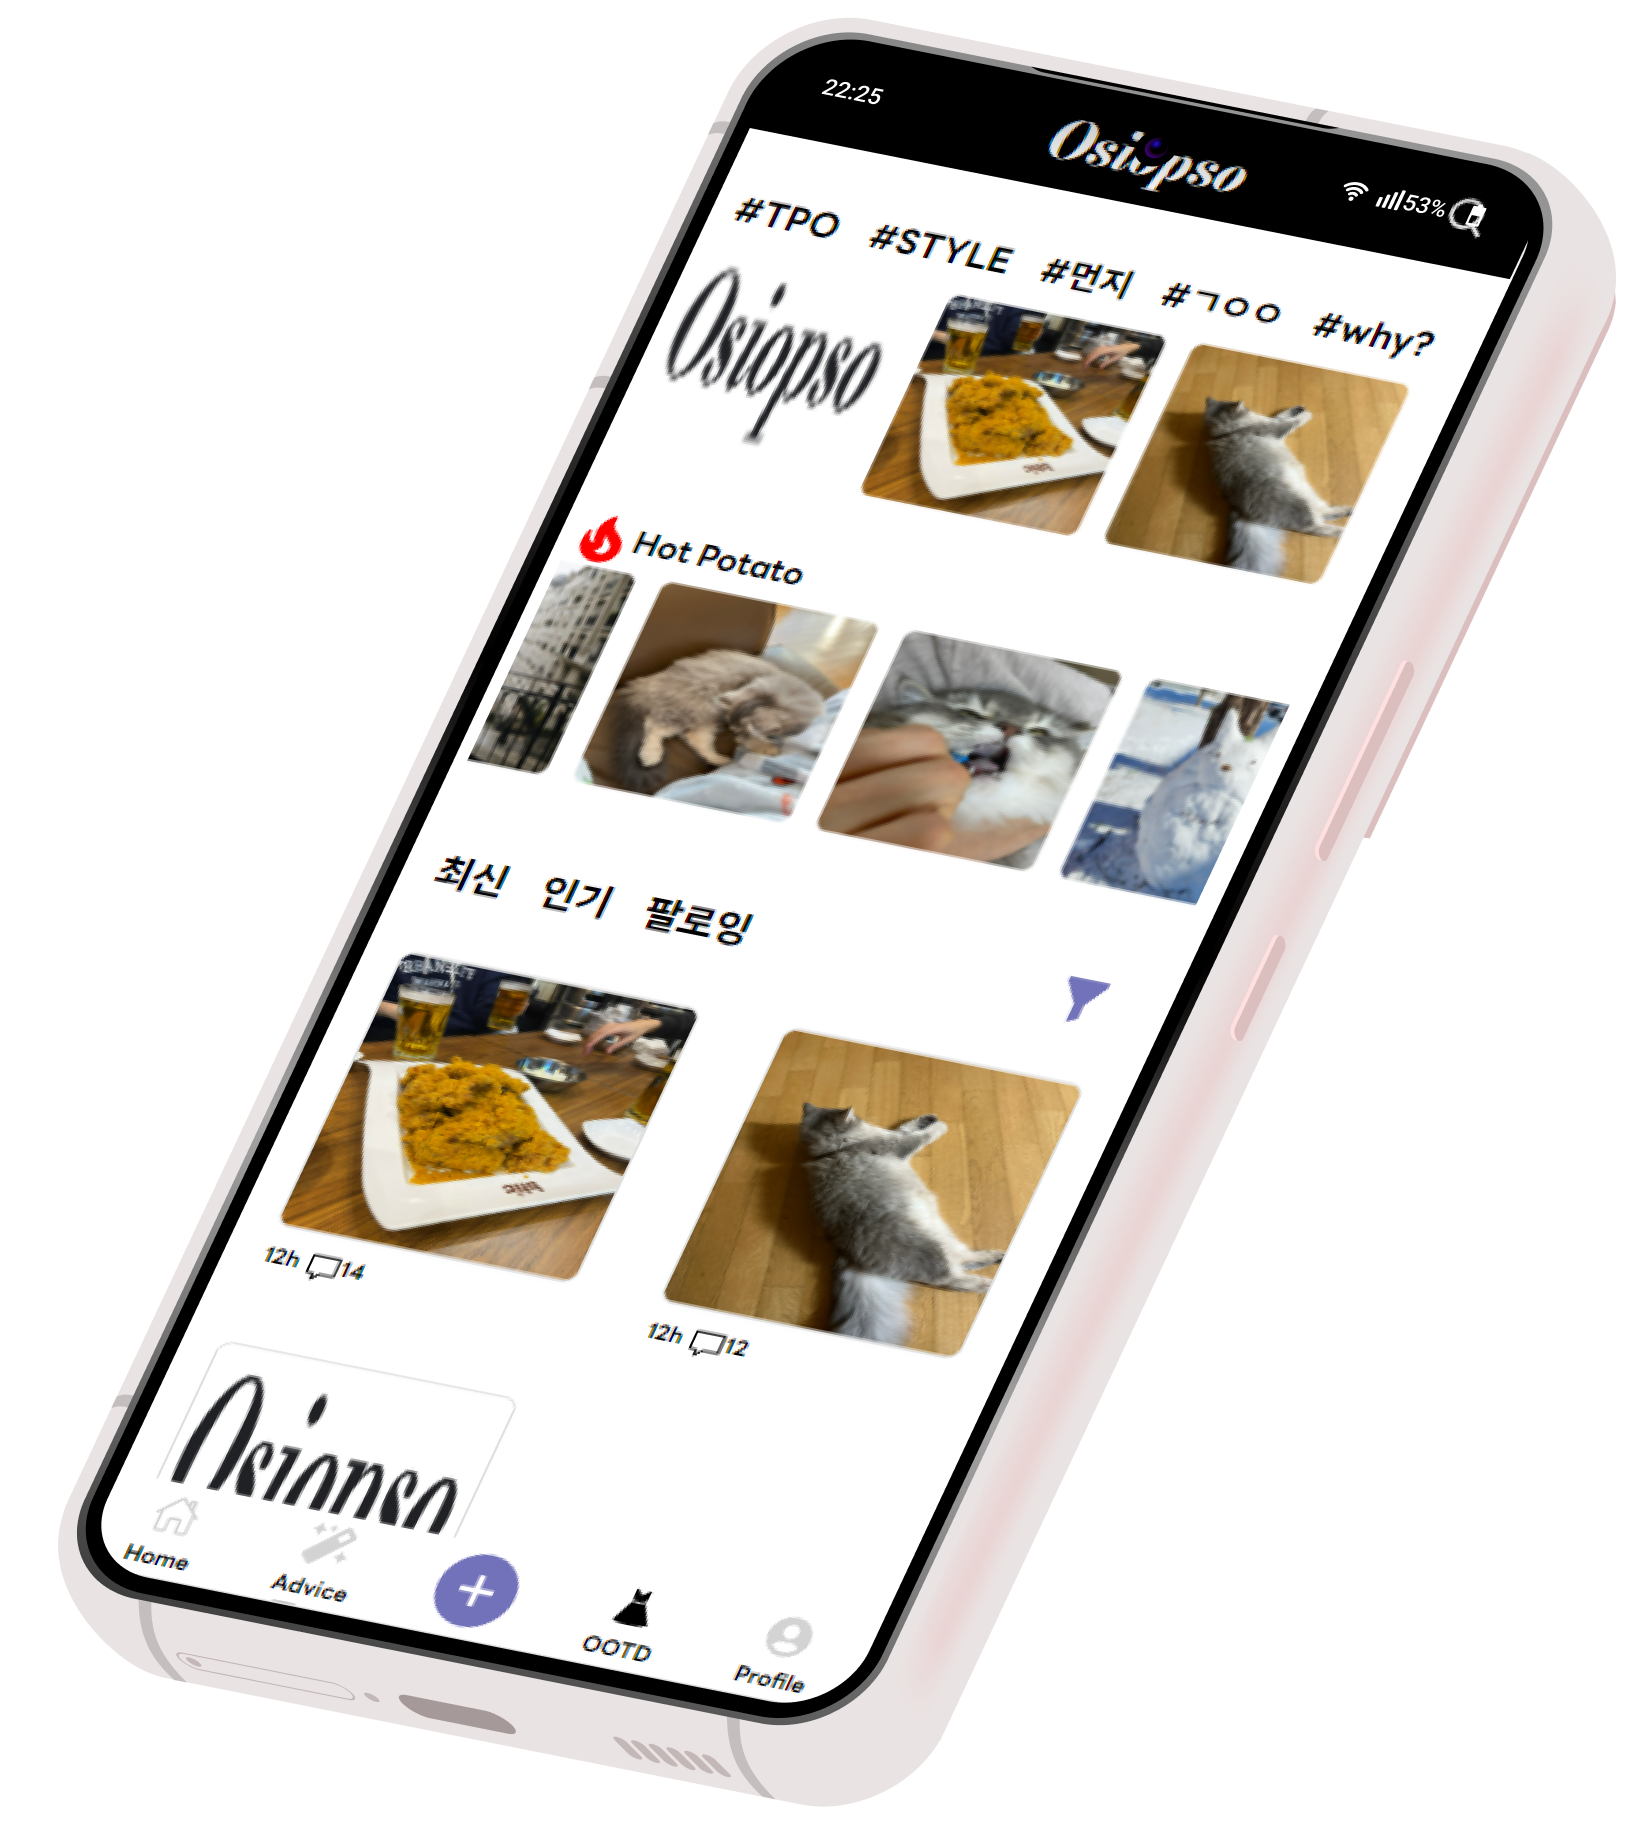 22:25
Osiopso
53%
#TPO #STYLE #먼지 #ㄱㅇㅇ #why?
Osiopso
Hot Potato
최신 인기 팔로잉
12h 14
12h 12
Osiopso
Home Advice OOTD Profile